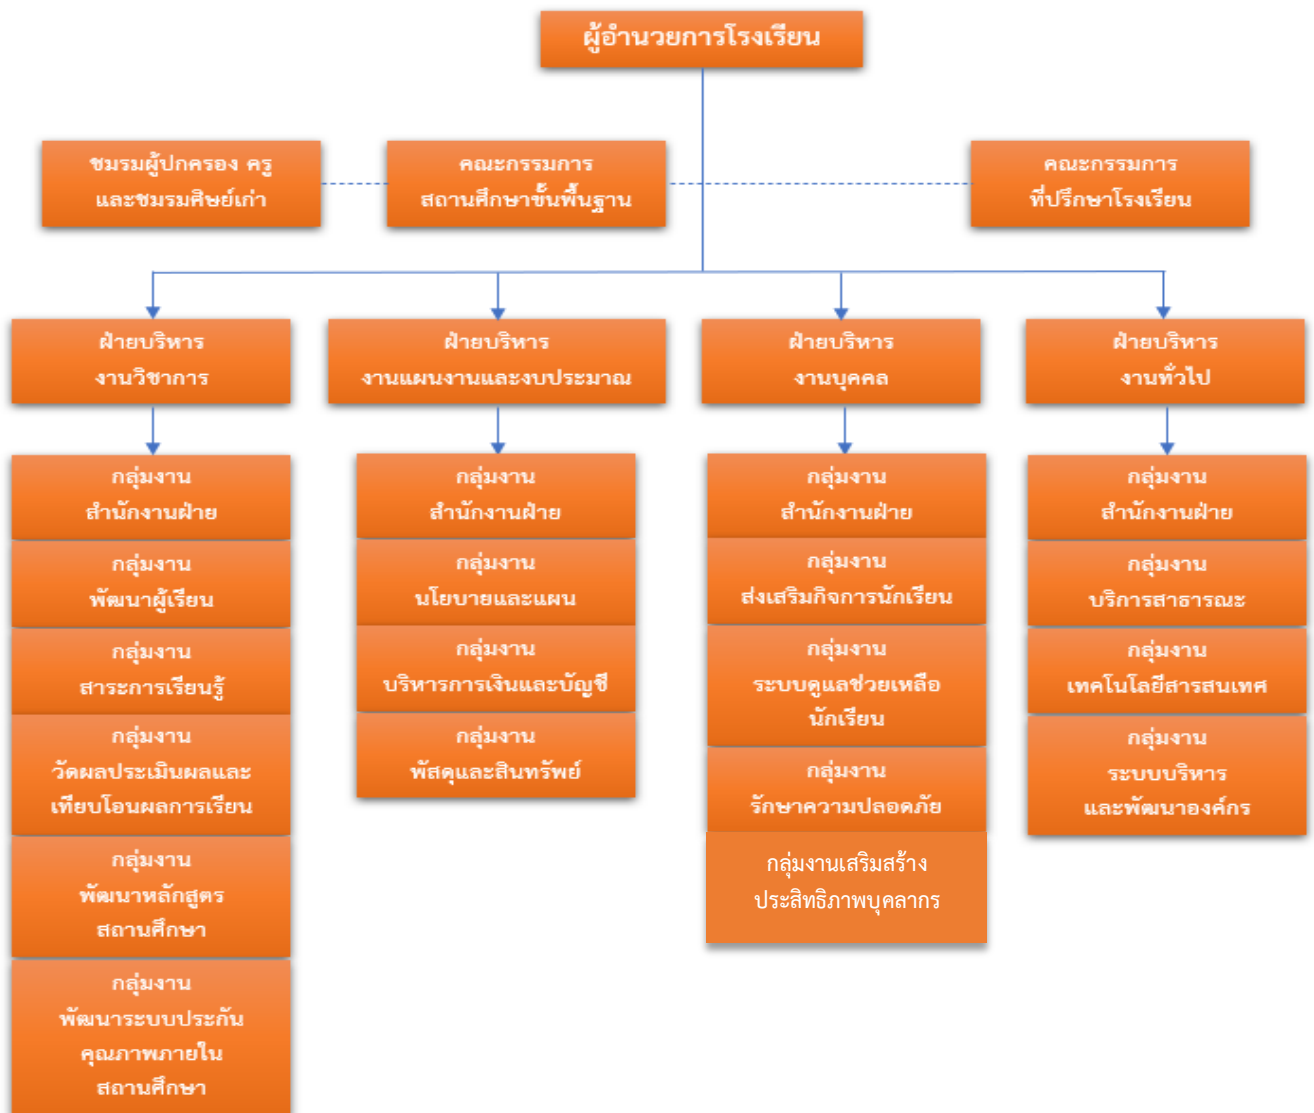 ผู้อำนวยการโรงเรียน
ชมรมผู้ปกครอง ครู
และชมรมศิษย์เก่า
คณะกรรมการ
สถานศึกษาขั้นพื้นฐาน
คณะกรรมการ
ที่ปรึกษาโรงเรียน
ฝ่ายบริหาร
งานวิชาการ
ฝ่ายบริหาร
งานแผนงานและงบประมาณ
ฝ่ายบริหาร
งานบุคคล
ฝ่ายบริหาร
งานทั่วไป
กลุ่มงาน
สำนักงานฝ่าย
กลุ่มงาน
พัฒนาผู้เรียน
กลุ่มงาน
สาระการเรียนรู้
กลุ่มงาน
วัดผลประเมินผลและ
เทียบโอนผลการเรียน
กลุ่มงาน
พัฒนาหลักสูตร
สถานศึกษา
กลุ่มงาน
พัฒนาระบบประกัน
คุณภาพภายใน
สถานศึกษา
กลุ่มงาน
สำนักงานฝ่าย
กลุ่มงาน
นโยบายและแผน
กลุ่มงาน
บริหารการเงินและบัญชี
กลุ่มงาน
พัสดุและสินทรัพย์
กลุ่มงาน
สำนักงานฝ่าย
กลุ่มงาน
ส่งเสริมกิจการนักเรียน
กลุ่มงาน
ระบบดูแลช่วยเหลือ
นักเรียน
กลุ่มงาน
รักษาความปลอดภัย
กลุ่มงานเสริมสร้าง
ประสิทธิภาพบุคลากร
กลุ่มงาน
สำนักงานฝ่าย
กลุ่มงาน
บริการสาธารณะ
กลุ่มงาน
เทคโนโลยีสารสนเทศ
กลุ่มงาน
ระบบบริหาร
และพัฒนาองค์กร